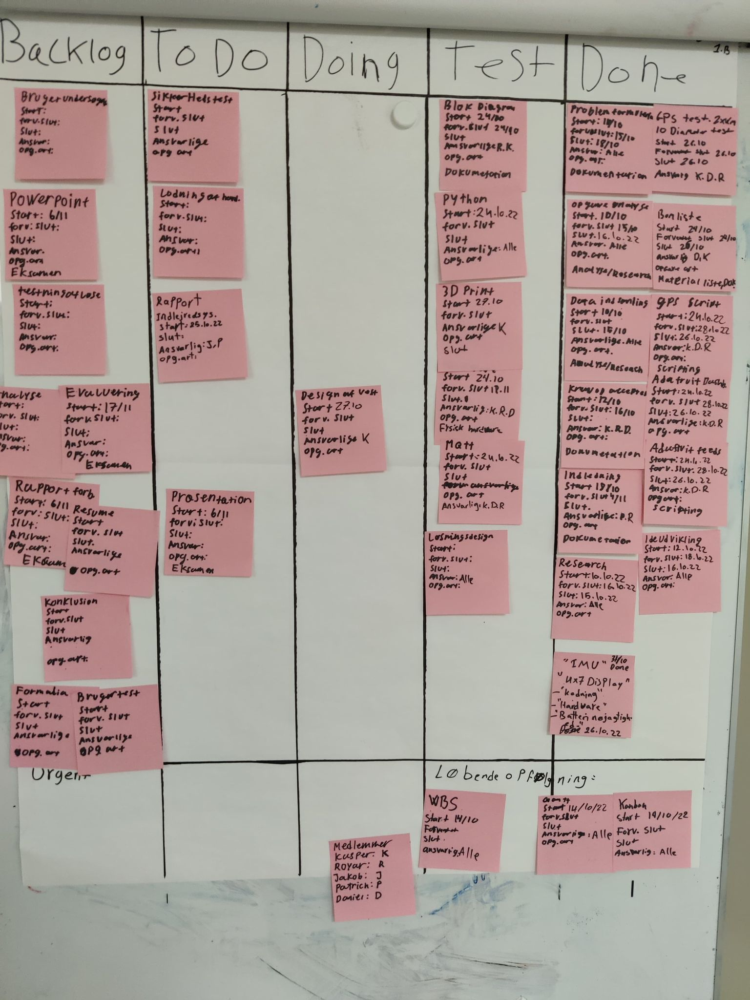 Backlog
To Do
Doing
Test
Done
1.B
Brugerundersøge
Start:
forv.slut:
Slut:
Ansvar:
opg.art:
Powerpoint
Start: 6/11
forv: slut:
Slut:
Ansvar.
opg.art
Eksamen
Start:
forv. slut:
Slut:
Ansvar:
opg.art:
nalyse
tart:
orv. slut:
lut:
nsvar:
pg.art:
Evaluering
Start: 17/11
forv. slut:
Slut:
Ansvar:
opg.art:
Eksamen
Rapport forb
Start: 6/11
forv: slut:
Slut:
Ansvar:
opg.art:
Eksamen
Resume
Start
forv. slut
Slut.
Ansvarlige
opg.art
Konklusion
Start
forv.slut
Slut
Ansvarlig
opg.art.
Formalia
Start
forv. slut
Slut
Ansvarlige
opg. art
Brugertest
Start
forv. slut
Slut
Ansvarlige
opg art
Start
forv. slut
Slut
Ansvarlige
opg art
Lodning af hard.
Start:
forv.slut:
Slut:
Ansvar:
opg.art
Rapport
Indlejredsys.
Start: 25.10.22
Slut:
Ansvarlig: J,P
opg.art:
Prosentation
Start: 6/11
forv slut:
Slut:
Ansvar:
opg.art:
Eksamen
Design af vest
Start 27.10
forv. slut
Slut
Ansvarlige K
opg.art
Blok Diagram
Start 24/10
forv.slut 24/10
Slut
Ansvarlige R.K.
opg.art
Dokumetation
Python
Start: 24.10.22
forv. slut
Slut
Ansvarlige: Alle
opg.art
3D Print
Start 27.10
forv. slut
Ansvarlige K
opg. art
Slut
Start 24.10
forv. slut 18.11
Slut.
Ansvarlig: K.R.D
opg. art
Fysisk hardware
Mqtt
Start: 24.10.22
forv. slut
Slut
ansvarlige
opg. art
Ansvarlig: K.D.R
Løsningsdesign
Start:
forv.slut:
Slut:
Ansvar: Alle
opg.art:
Problem formulering
Start: 10/10
forv slut: 15/10
Slut: 18/10
Ansvar: Alle
opg.art:
Dokumentation
GPS test. 2xkm
10 Diameter test
Start 26.10
Forventet slut 26.10
Slut 26.10
Ansvarlig K.D.R
opgave analyse
Start. 10/10
forv.slut 15/10
Slut.16.10.22
Ansvar. Alle
opg.art.
Analyse/Research
Bom liste
Start 24/10
Forventet slut 24/10
Slut 26/10
ansvarlig D,K
opgave art
Material liste, Dok.
Data indsamling
Start 10/10
forv. slut
Slut. 15/10
Ansvarlige. Alle
opg.art.
Analyse/Reseach
GPS script
Start: 24.10.22
forv.slut: 28.10.22
Slut: 26.10.22
Ansvar: K.D.R
opg.art:
scripting
Krav og accepttes
Start: 12/10
forv. slut: 16/10
Slut:
Ansvar: K.R.D.
opg.art:
Dokumetation
Adafruit Dashb.
Start: 24.10.22
forv. slut 28.10.22
Slut: 26.10.22
Ansvarlige: K.D.R
opg. art
Indledning
Start 18/10
forv. slut 4/11
Slut.
Ansvarlige: P.R
opg. art
Dokumetation
Adafruit feeds
Start: 24.10.22
forv. slut. 28.10.22
Slut: 26.10.22
Ansvar: K.D.R
opg art:
scripting
Research
Start: 10.10.22
forv. slut: 16.10.22
Slut: 15.10.22
Ansvar: Alle
opg.art
Ideudvikling
Start: 12.10.22
forv. slut: 18.10.22
Slut: 16.10.22
Ansvar: Alle
opg.art:
"IMU" 31/10 Done
"4x7 Display"
-"kodning"
-"Hardware"
-"Batteri nøjagtigh-
ed-"
26.10.22
Urgent
Løbende opfølgning:
WBS
Start 14/10
Forventet
Slut.
ansvarlig: Alle
Gantt
Start 14/10/22
forv.slut
Slut
Ansvarlige: Alle
opg.art
Kanban
Start 14/10/22
Forv. Slut
Slut
Ansvarlig: Alle
Medlemmer
Kasper: K
Royar: R
Jakob: J
Patrich: P
Daniel: D